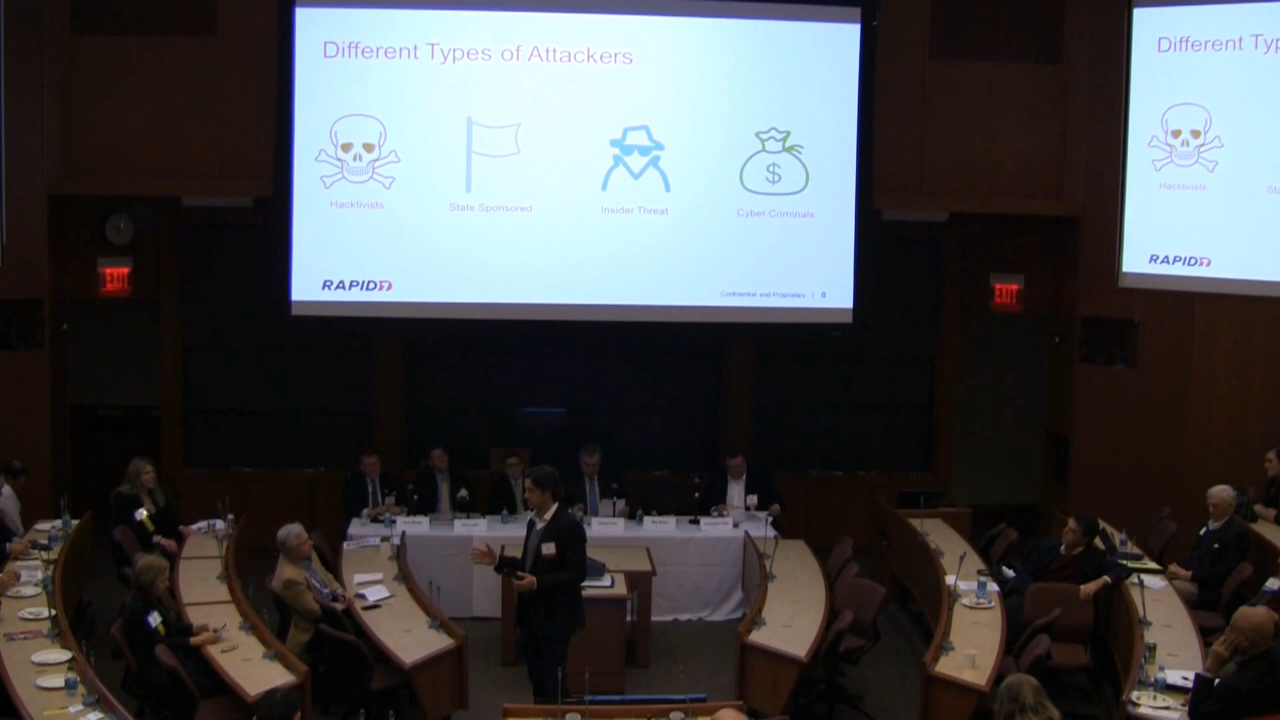 Different Types of Attackers
Hacktivists
State Sponsored
Insider Threat
Cyber Criminals
RAPID7
Confidential and Proprietary | 8
Different Typ
Hacktivists
RAPID7
EXIT
EXIT